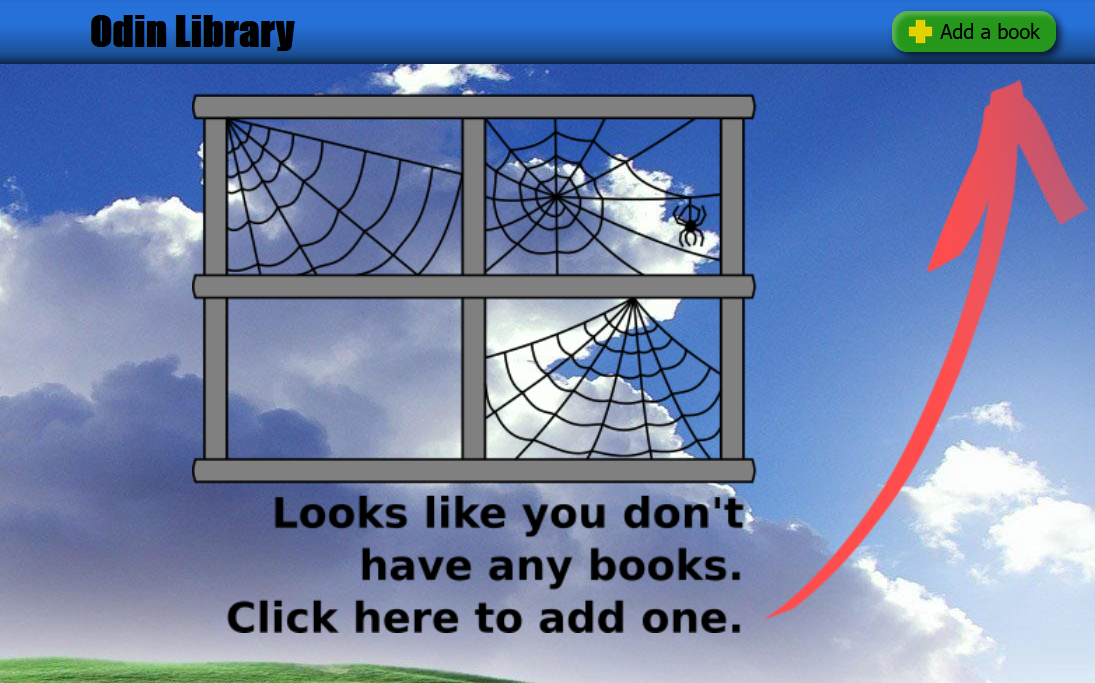 Odin Library
Add a book
Looks like you don't
have any books.
Click here to add one.